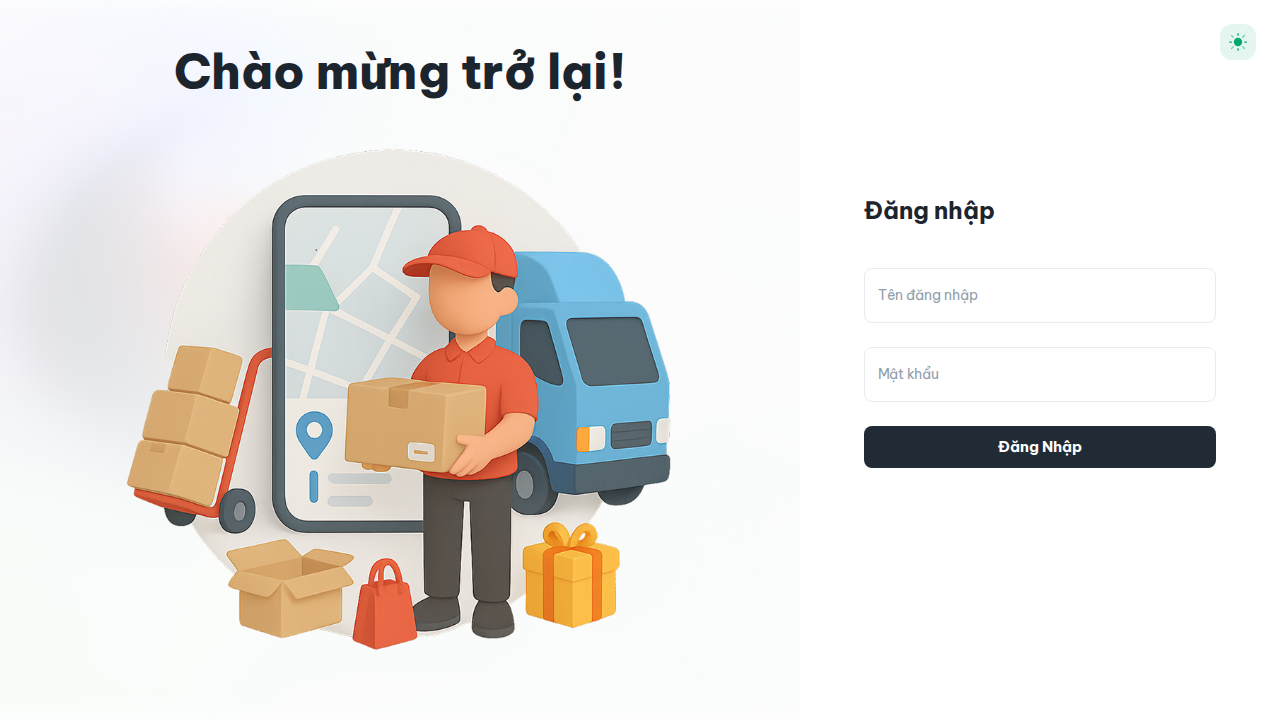 Chào mừng trở lại!
Đăng nhập
Tên đăng nhập
Mật khẩu
Đăng Nhập